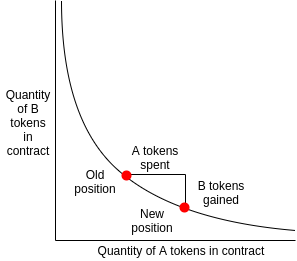 Quantity
of B
tokens
in
contract
A tokens
spent
Old
position
B tokens
gained
New
position
Quantity of A tokens in contract